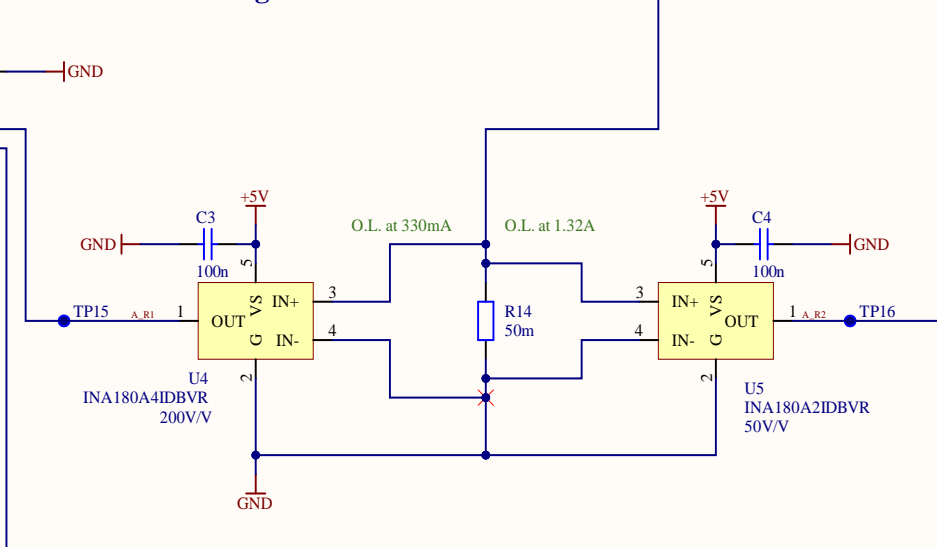 g
GND
+5V
+5V
C3
C4
O.L. at 330mA
O.L. at 1.32A
GND
GND
100n
100n
5
5
VS
VS
IN+
IN+
3
3
TP15
A_R1
1
OUT
OUT
1
A_R2
TP16
R14
50m
G
G
IN-
IN-
4
4
2
2
U4
INA180A4IDBVR
200V/V
U5
INA180A2IDBVR
50V/V
GND